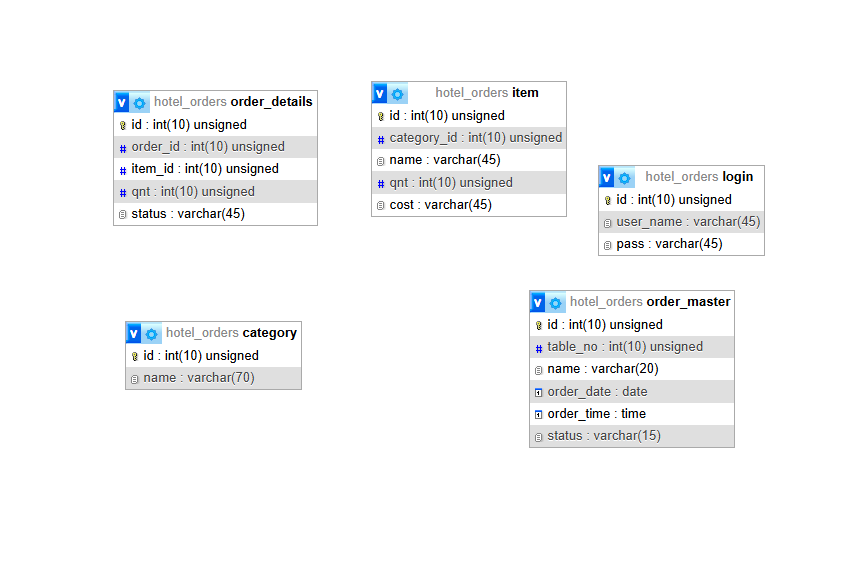 hotel_orders order_details
id : int(10) unsigned
order_id : int(10) unsigned
item_id : int(10) unsigned
qnt : int(10) unsigned
status : varchar(45)
hotel_orders item
id : int(10) unsigned
category_id : int(10) unsigned
name : varchar(45)
qnt : int(10) unsigned
cost : varchar(45)
hotel_orders login
id : int(10) unsigned
user_name : varchar(45)
pass : varchar(45)
hotel_orders category
id : int(10) unsigned
name : varchar(70)
hotel_orders order_master
id : int(10) unsigned
table_no : int(10) unsigned
name : varchar(20)
order_date : date
order_time : time
status : varchar(15)